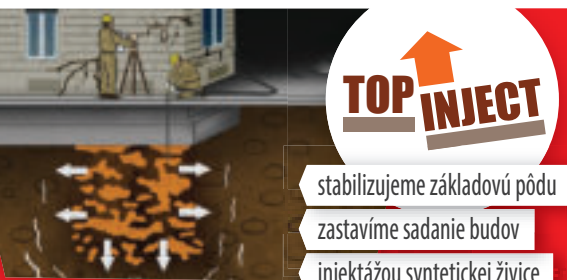 TOP
INJECT
stabilizujeme základovú pôdu
zastavíme sadanie budov
injektážou syntetickej živice